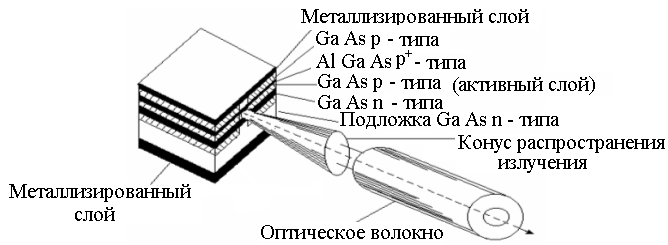 Металлизированный слой
Ga As p - типа
Al Ga As p⁺ - типа
Ga As p - типа (активный слой)
Ga As n - типа
Подложка Ga As n - типа
Конус распространения
излучения
Металлизированный
слой
Оптическое волокно